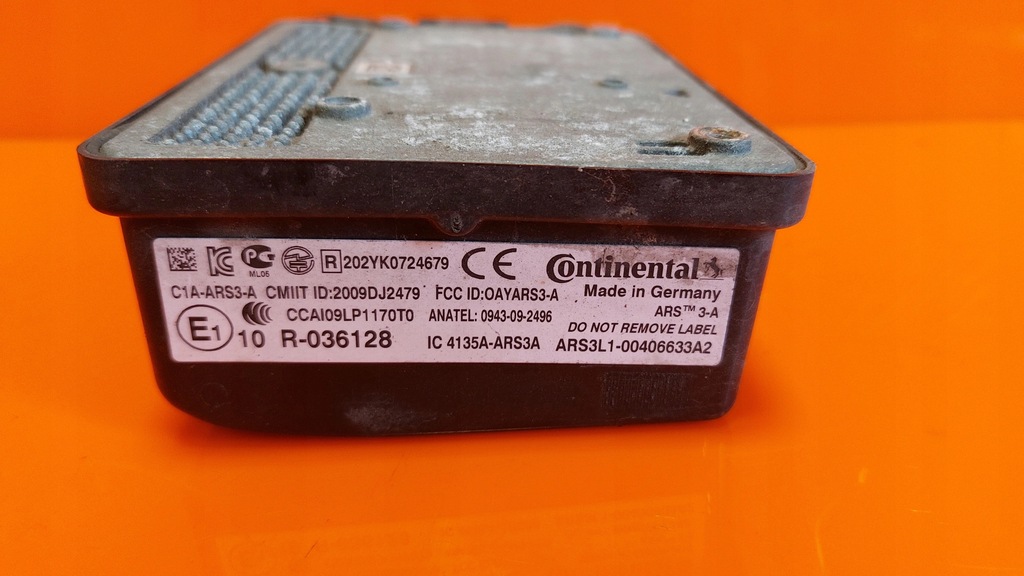 ML05 R 202YK0724679 CE Continental
C1A-ARS3-A CMIIT ID:2009DJ2479 FCC ID:OAYARS3-A Made in Germany
CCAI09LP1170T0 ANATEL: 0943-09-2496 ARS™ 3-A
DO NOT REMOVE LABEL
E1 10 R-036128 IC 4135A-ARS3A ARS3L1-00406633A2